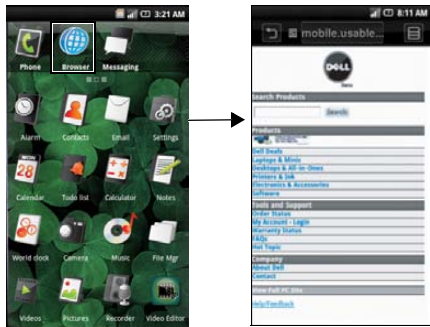 3:21 AM
Phone Browser Messaging
Alarm Contacts Email Settings
Calendar Todo list Calculator Notes
World clock Camera Music File Mgr
Videos Pictures Recorder Video Editor
MON
28
8:11 AM
mobile.usable...
DELL
Search Products
Search
Products
Dell Deals
Laptops & Minis
Desktops & All-in-Ones
Printers & Ink
Electronics & Accessories
Software
Tools and Support
Order Status
My Account - Login
Warranty Status
FAQs
Hot Topic
Company
About Dell
Contact
View Full PC Site
Help/Feedback